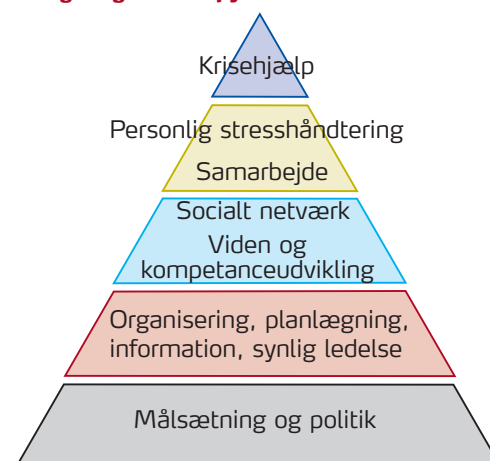 Krisehjælp
Personlig stresshåndtering
Samarbejde
Socialt netværk
Viden og
kompetanceudvikling
Organisering, planlægning,
information, synlig ledelse
Målsætning og politik